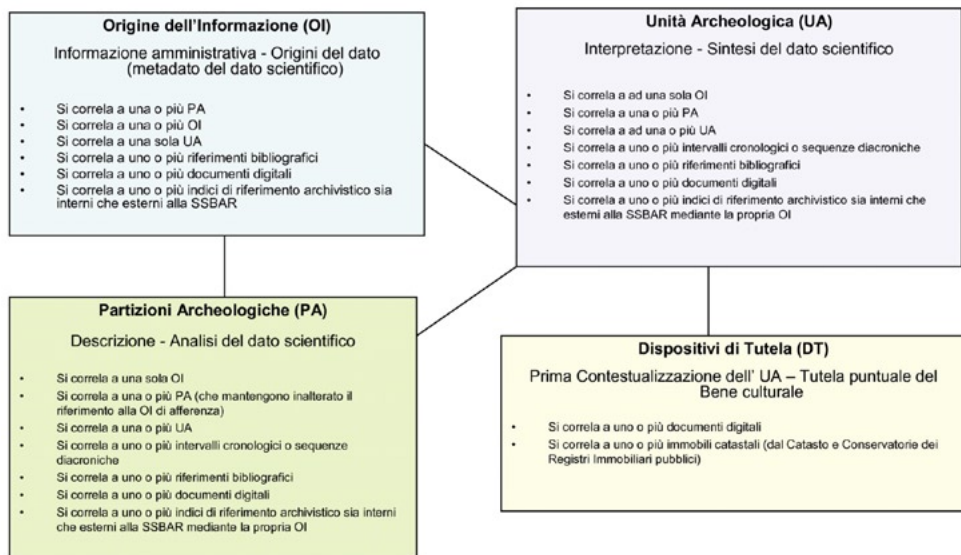 Origine dell'Informazione (OI)
Informazione amministrativa - Origini del dato
(metadato del dato scientifico)
• Si correla a una o più PA
• Si correla a una o più OI
• Si correla a una sola UA
• Si correla a uno o più riferimenti bibliografici
• Si correla a uno o più documenti digitali
• Si correla a uno o più indici di riferimento archivistico sia
interni che esterni alla SSBAR
Unità Archeologica (UA)
Interpretazione - Sintesi del dato scientifico
• Si correla a ad una sola OI
• Si correla a una o più PA
• Si correla a ad una o più UA
• Si correla a uno o più intervalli cronologici o sequenze diacroniche
• Si correla a uno o più riferimenti bibliografici
• Si correla a uno o più documenti digitali
• Si correla a uno o più indici di riferimento archivistico sia interni che
esterni alla SSBAR mediante la propria OI
Partizioni Archeologiche (PA)
Descrizione - Analisi del dato scientifico
• Si correla a una sola OI
• Si correla a una o più PA (che mantengono inalterato il
riferimento alla OI di afferenza)
• Si correla a una o più UA
• Si correla a uno o più intervalli cronologici o sequenze
diacroniche
• Si correla a uno o più riferimenti bibliografici
• Si correla a uno o più documenti digitali
• Si correla a uno o più indici di riferimento archivistico sia interni
che esterni alla SSBAR mediante la propria OI
Dispositivi di Tutela (DT)
Prima Contestualizzazione dell' UA – Tutela puntuale del
Bene culturale
• Si correla a uno o più documenti digitali
• Si correla a uno o più immobili catastali (dal Catasto e Conservatorie dei
Registri Immobiliari pubblici)